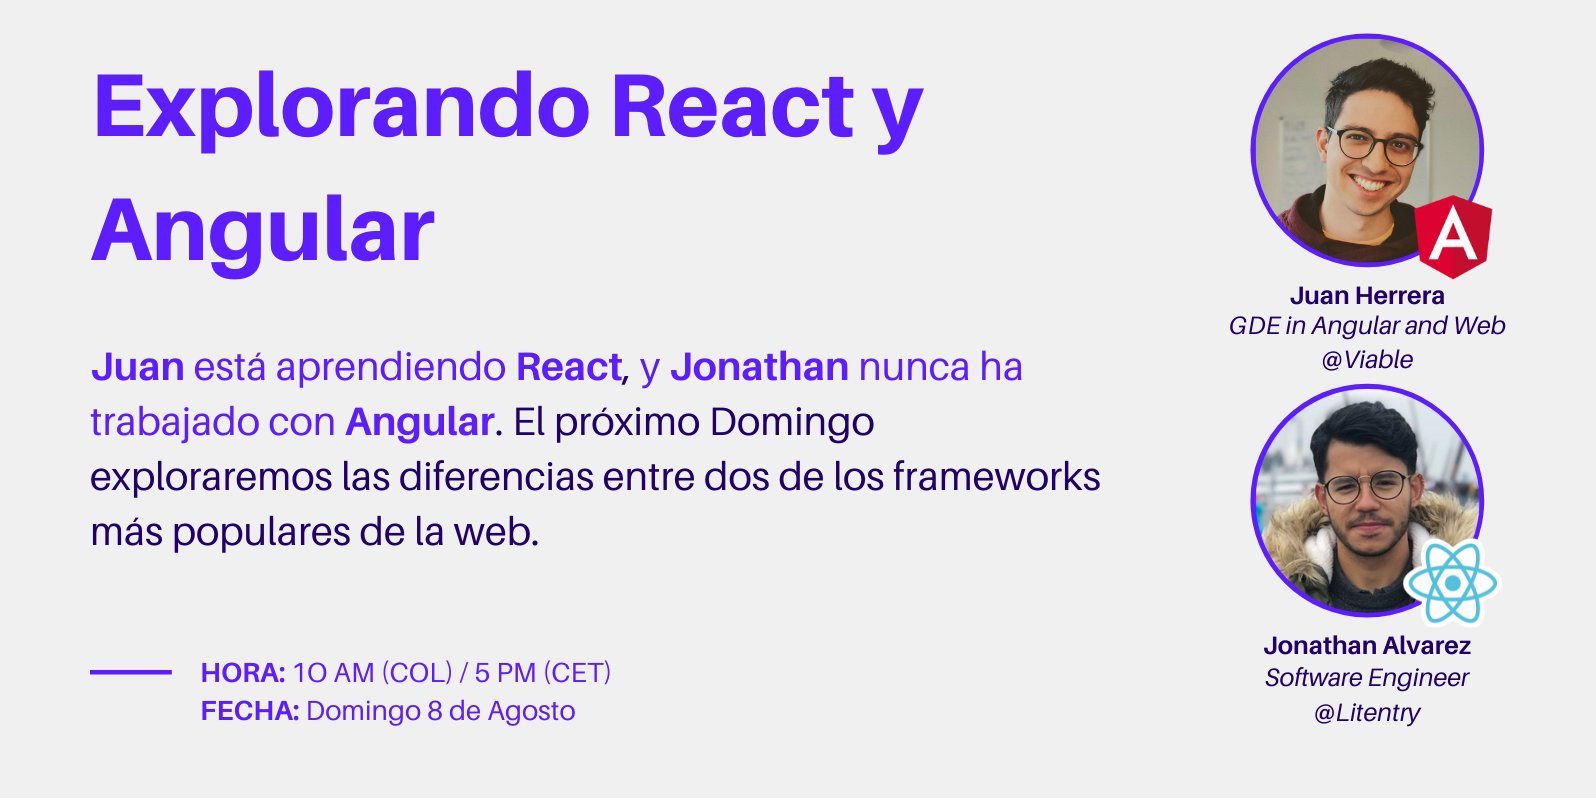 Explorando React y
Angular
Juan está aprendiendo React, y Jonathan nunca ha
trabajado con Angular. El próximo Domingo
exploraremos las diferencias entre dos de los frameworks
más populares de la web.
HORA: 10 AM (COL) / 5 PM (CET)
FECHA: Domingo 8 de Agosto
A
Juan Herrera
GDE in Angular and Web
@Viable
Jonathan Alvarez
Software Engineer
@Litentry